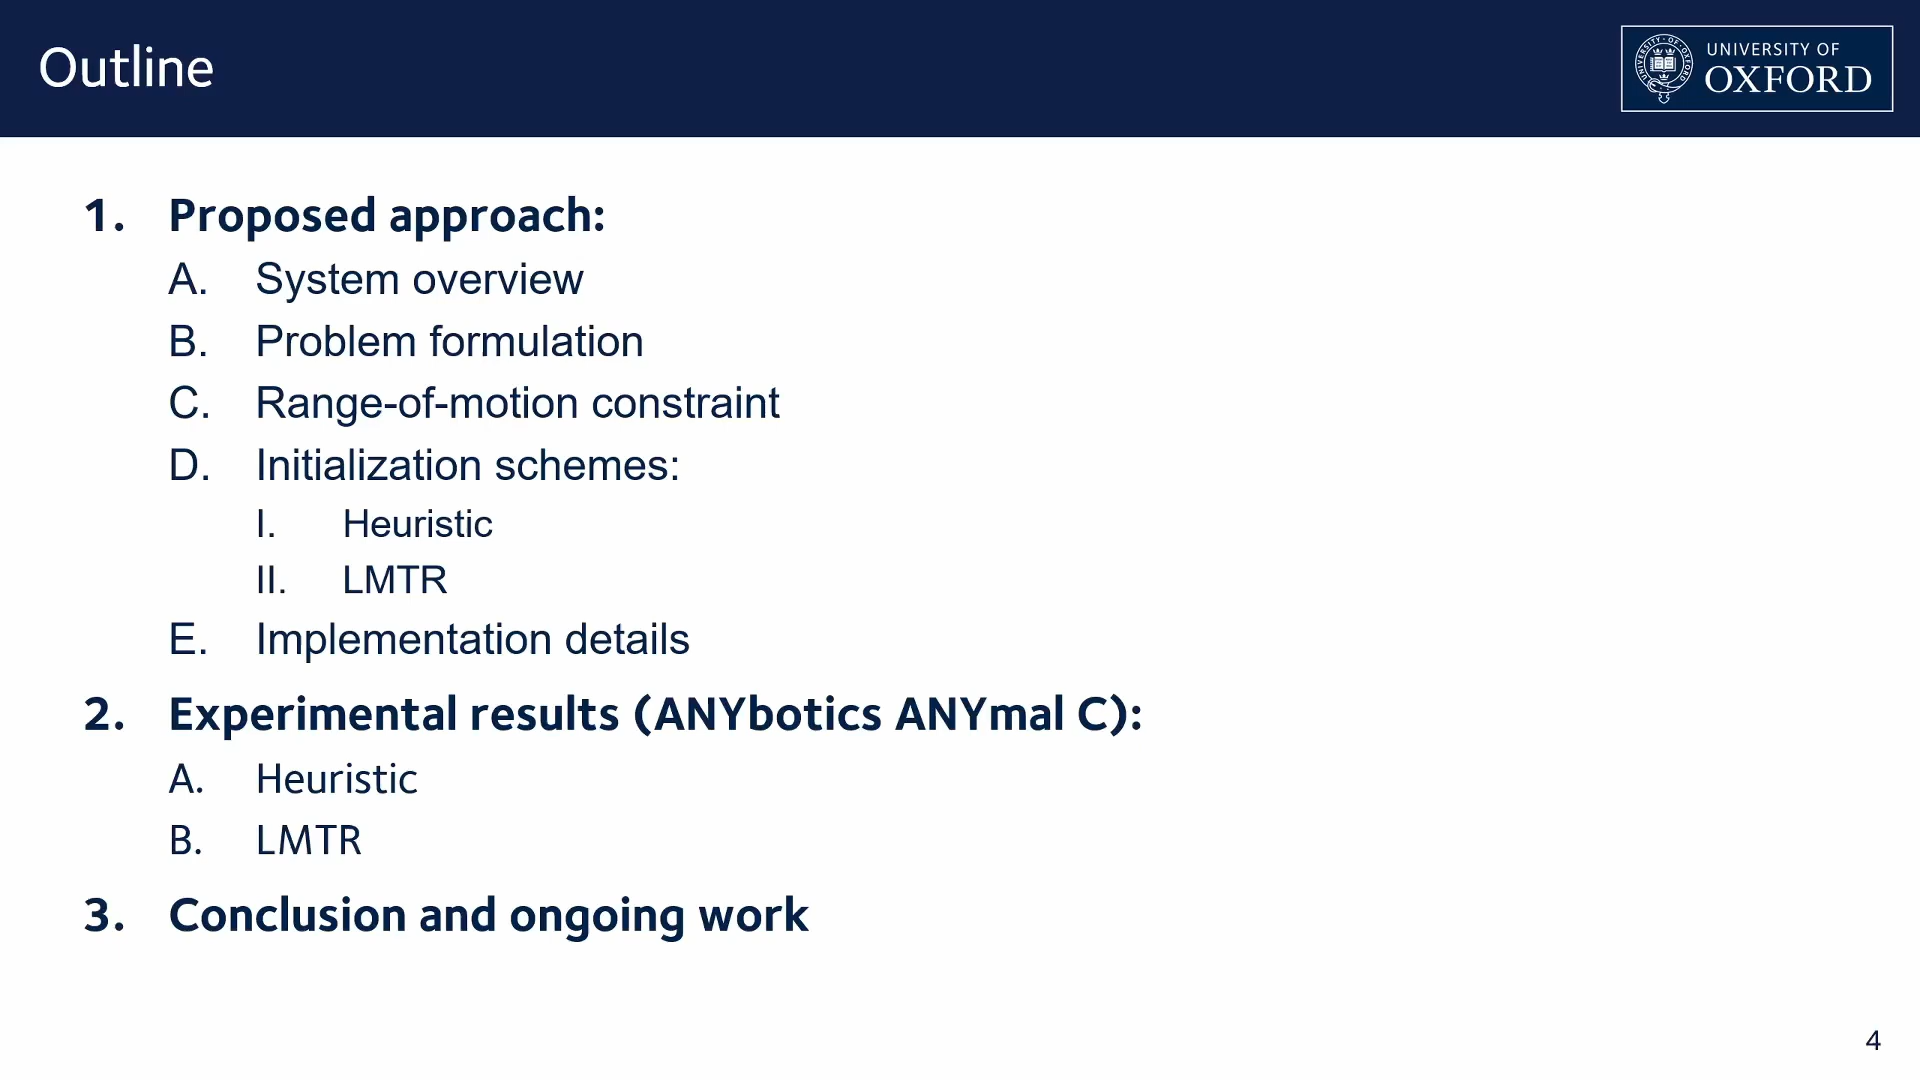 Outline
UNIVERSITY OF
OXFORD
1. Proposed approach:
A. System overview
B. Problem formulation
C. Range-of-motion constraint
D. Initialization schemes:
I. Heuristic
II. LMTR
E. Implementation details
2. Experimental results (ANYbotics ANYmal C):
A. Heuristic
B. LMTR
3. Conclusion and ongoing work
4